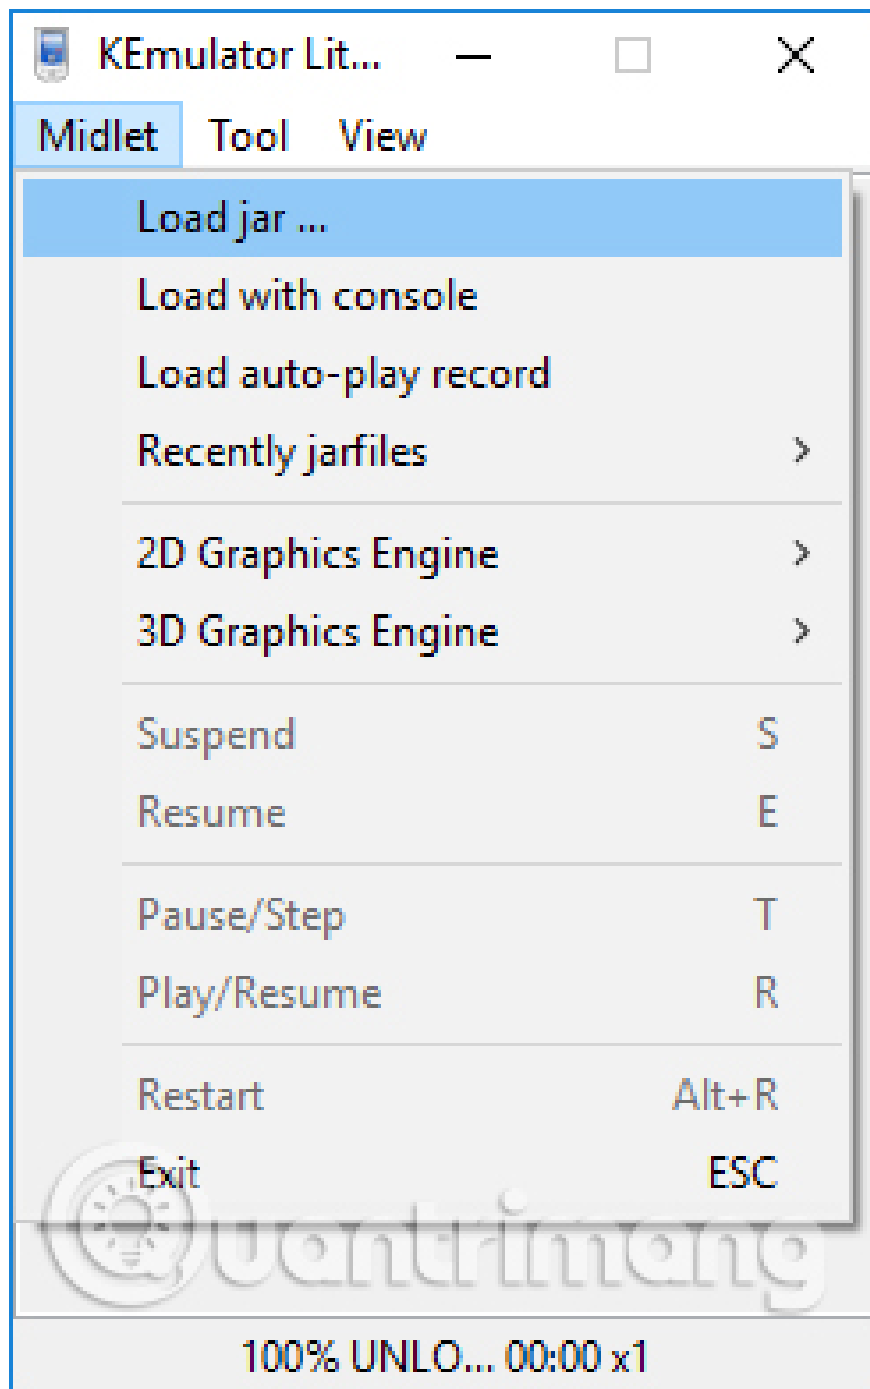 KEmulator Lit...
Midlet Tool View
Load jar ...
Load with console
Load auto-play record
Recently jarfiles >
2D Graphics Engine >
3D Graphics Engine >
Suspend S
Resume E
Pause/Step T
Play/Resume R
Restart Alt+R
Exit ESC
Quantrimang
100% UNLO... 00:00 x1